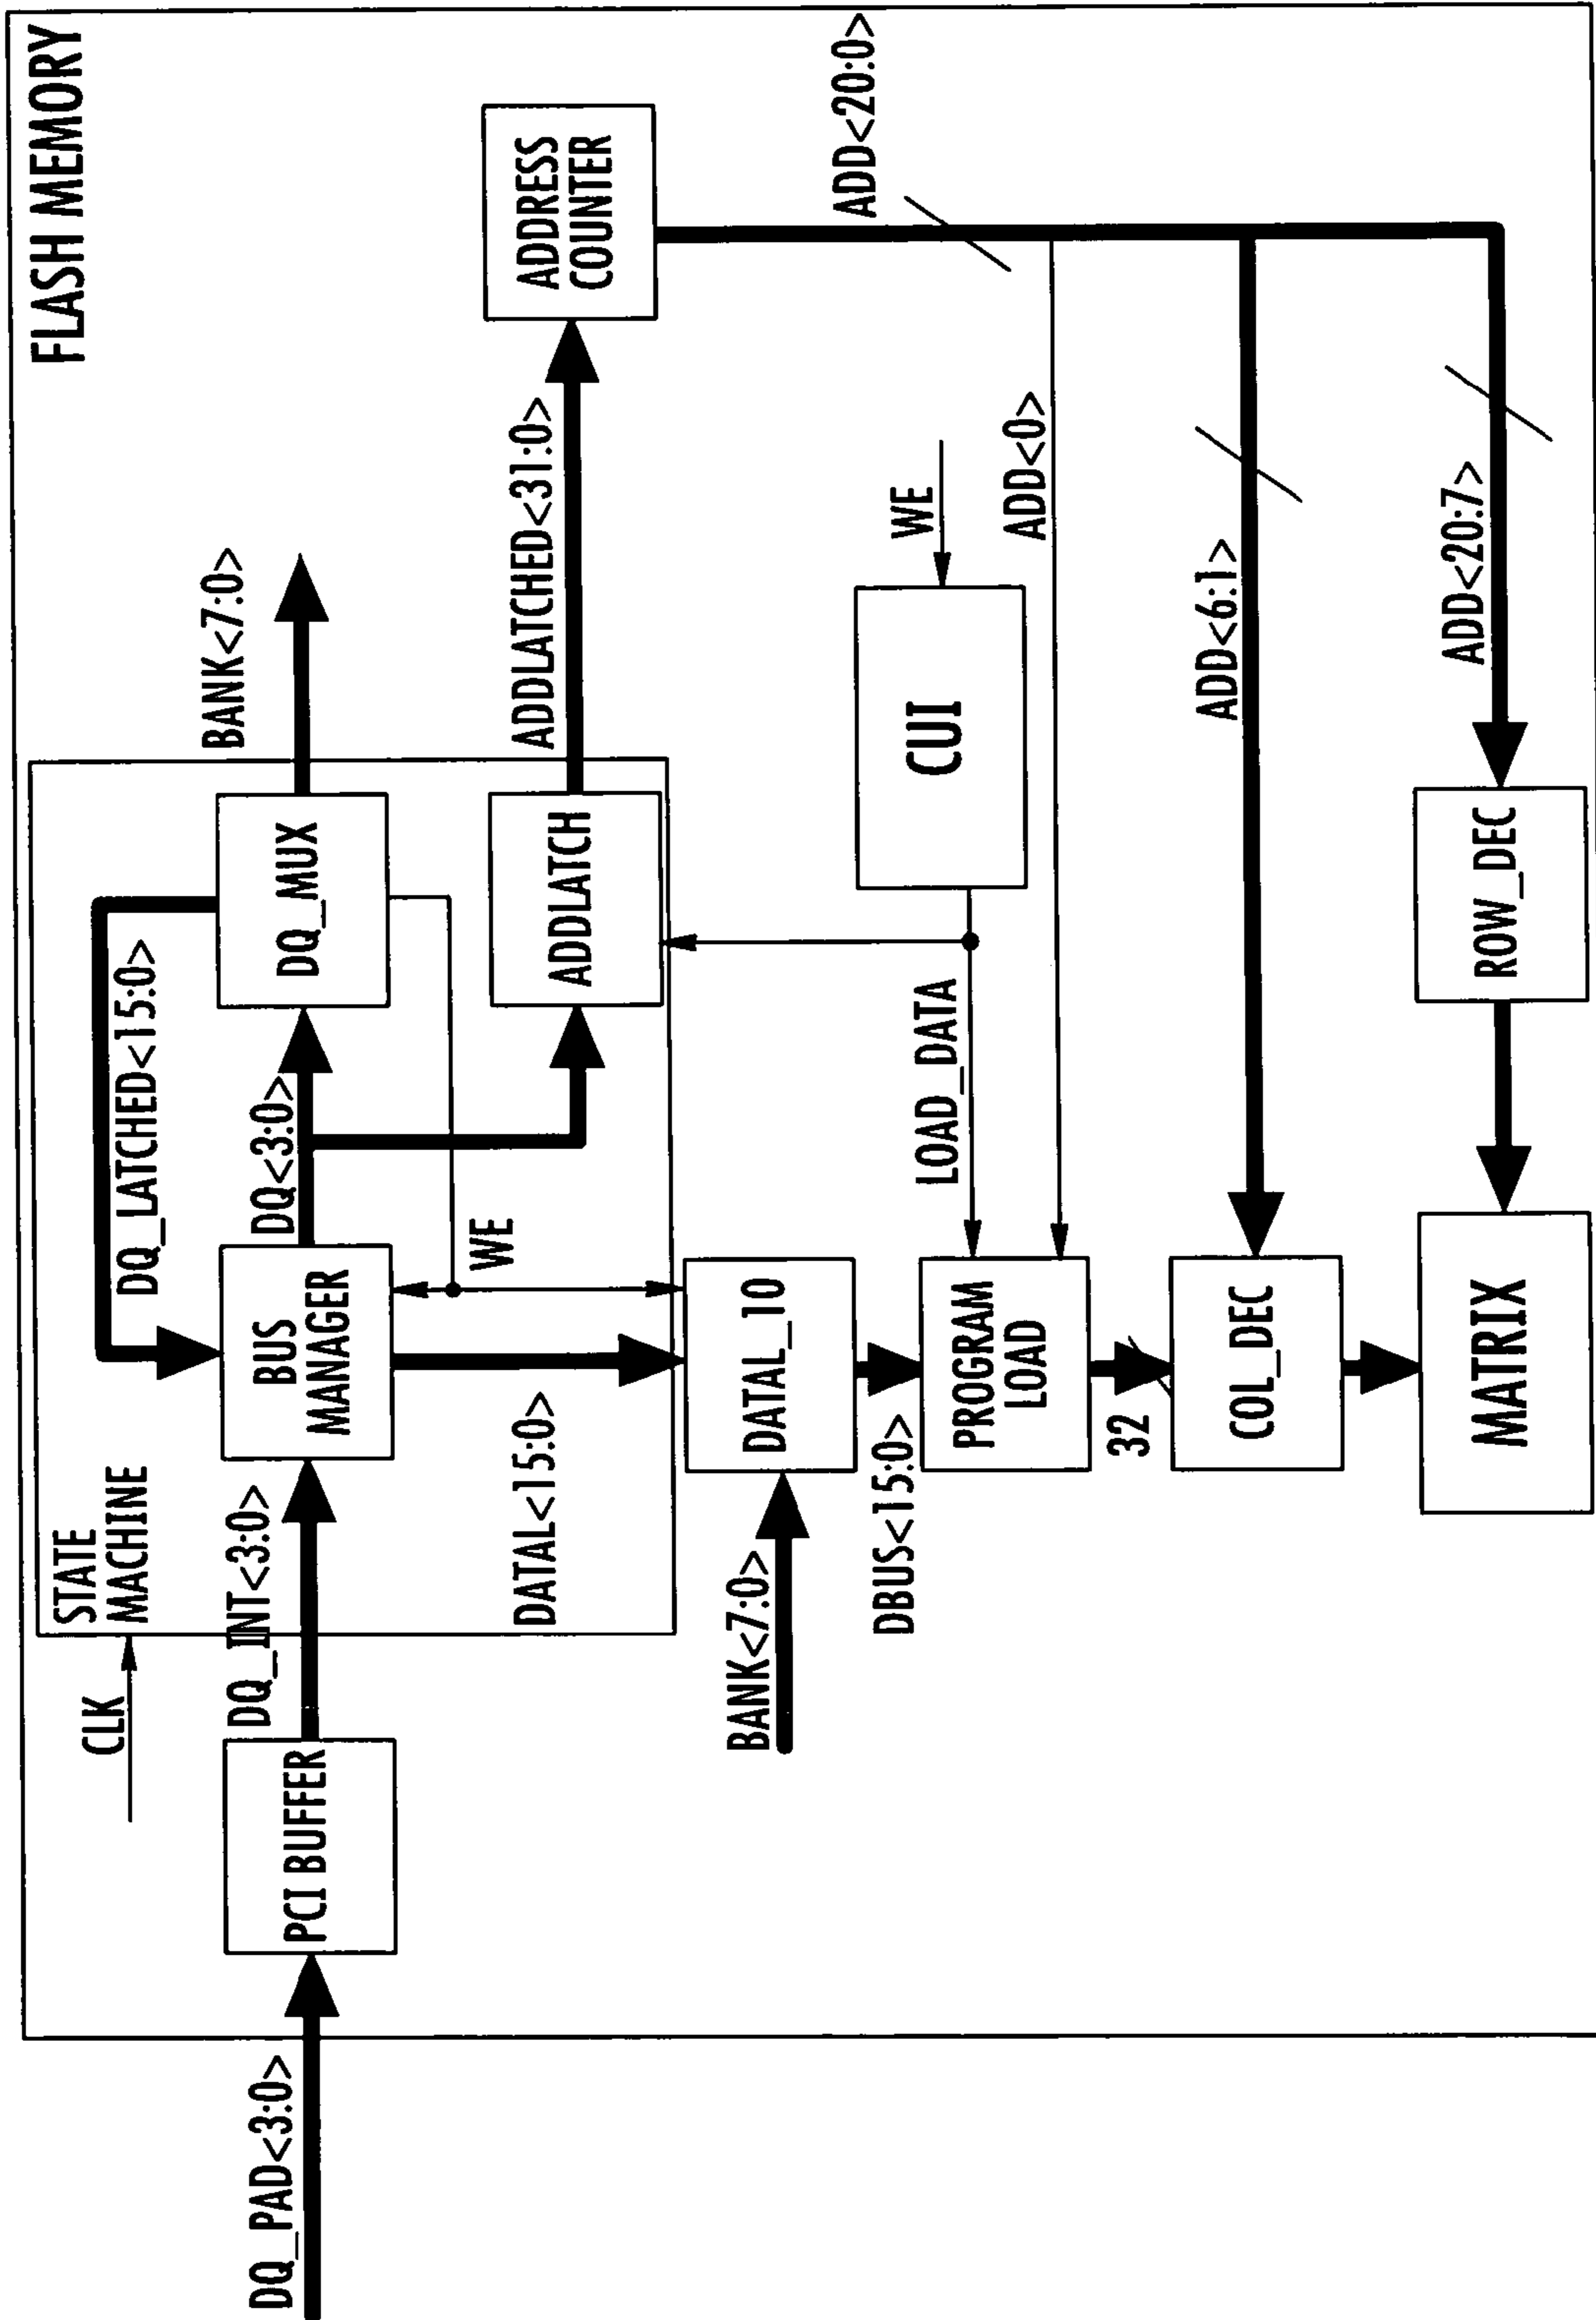 FLASH MEMORY
STATE
MACHINE
CLK
DQ_LATCHED<15:0>
BANK<7:0>
DQ_PAD<3:0>
PCI BUFFER
DQ_INT<3:0>
BUS
MANAGER
DQ<3:0>
DQ_MUX
WE
ADDLATCH
ADDLATCHED<31:0>
ADDRESS
COUNTER
DATAL<15:0>
BANK<7:0>
DATAL_10
DBUS<15:0>
LOAD_DATA
CUI
WE
ADD<20:0>
PROGRAM
LOAD
ADD<0>
32
ADD<6:1>
COL_DEC
ADD<20:7>
MATRIX
ROW_DEC